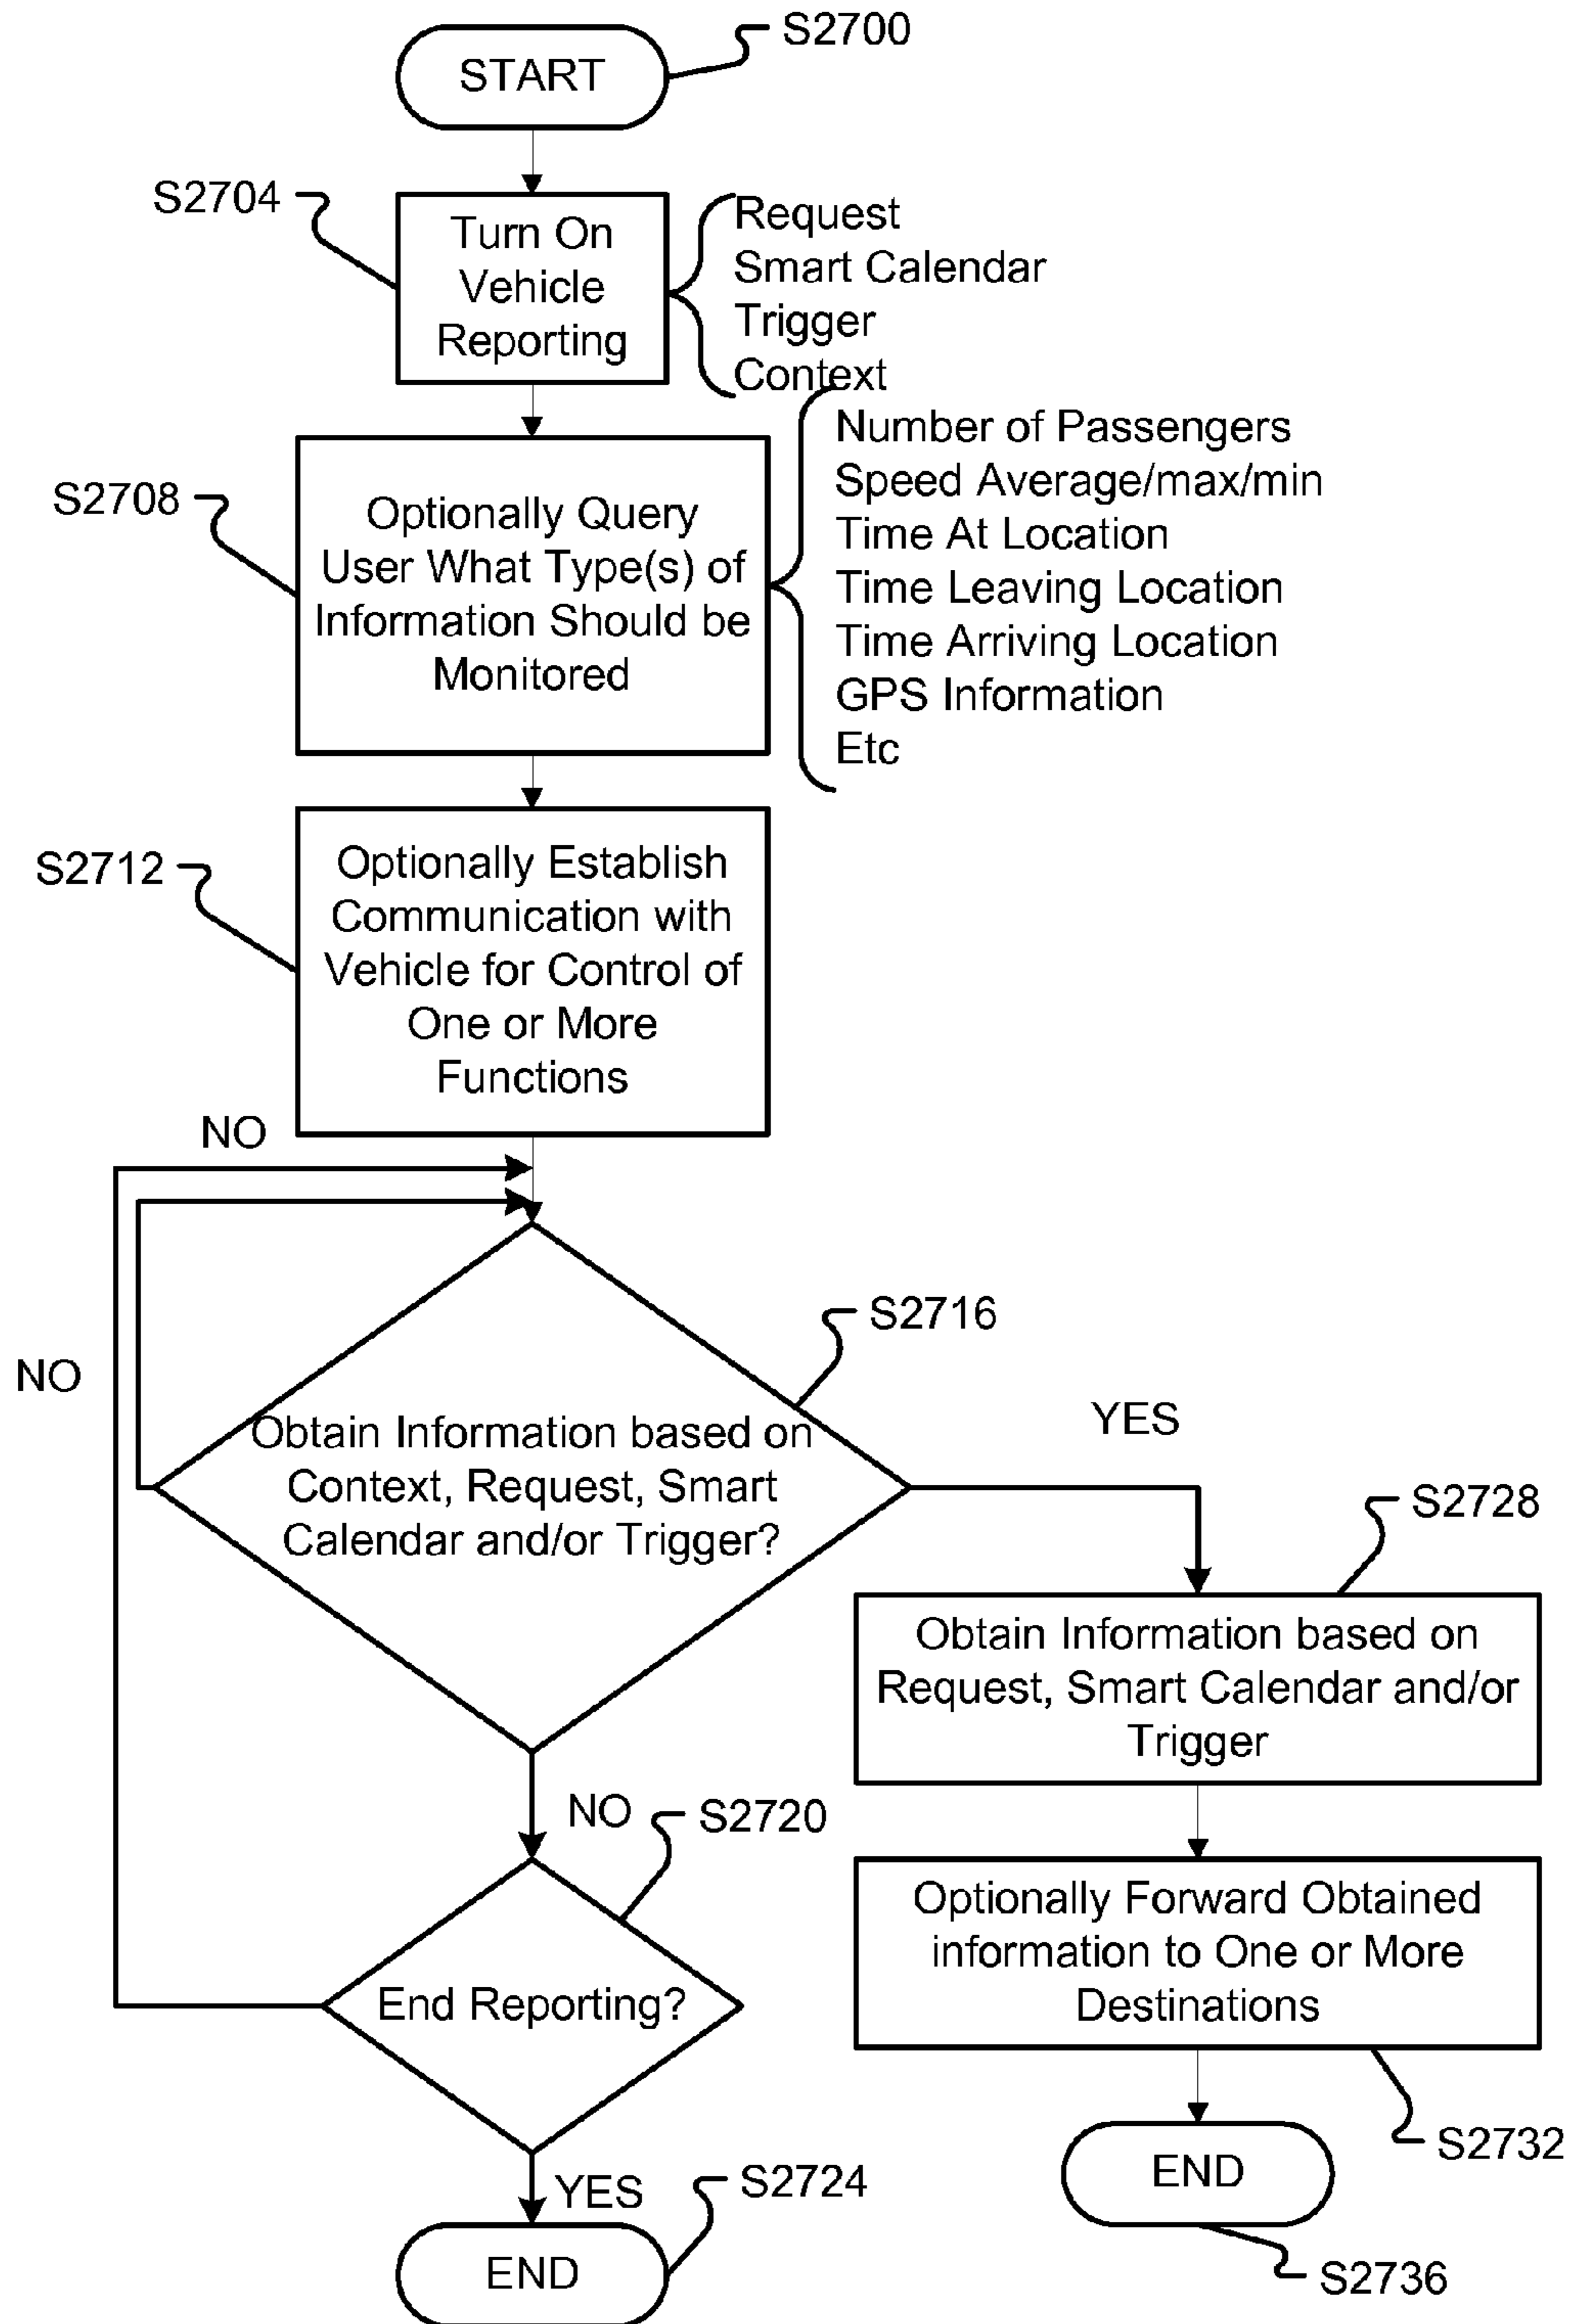 S2700
START
S2704
Turn On
Vehicle
Reporting
Request
Smart Calendar
Trigger
Context
S2708
Optionally Query
User What Type(s) of
Information Should be
Monitored
Number of Passengers
Speed Average/max/min
Time At Location
Time Leaving Location
Time Arriving Location
GPS Information
Etc
S2712
Optionally Establish
Communication with
Vehicle for Control of
One or More
Functions
NO
NO
S2716
Obtain Information based on
Context, Request, Smart
Calendar and/or Trigger?
YES
S2728
Obtain Information based on
Request, Smart Calendar and/or
Trigger
NO
S2720
End Reporting?
Optionally Forward Obtained
information to One or More
Destinations
S2732
YES
S2724
END
END
S2736